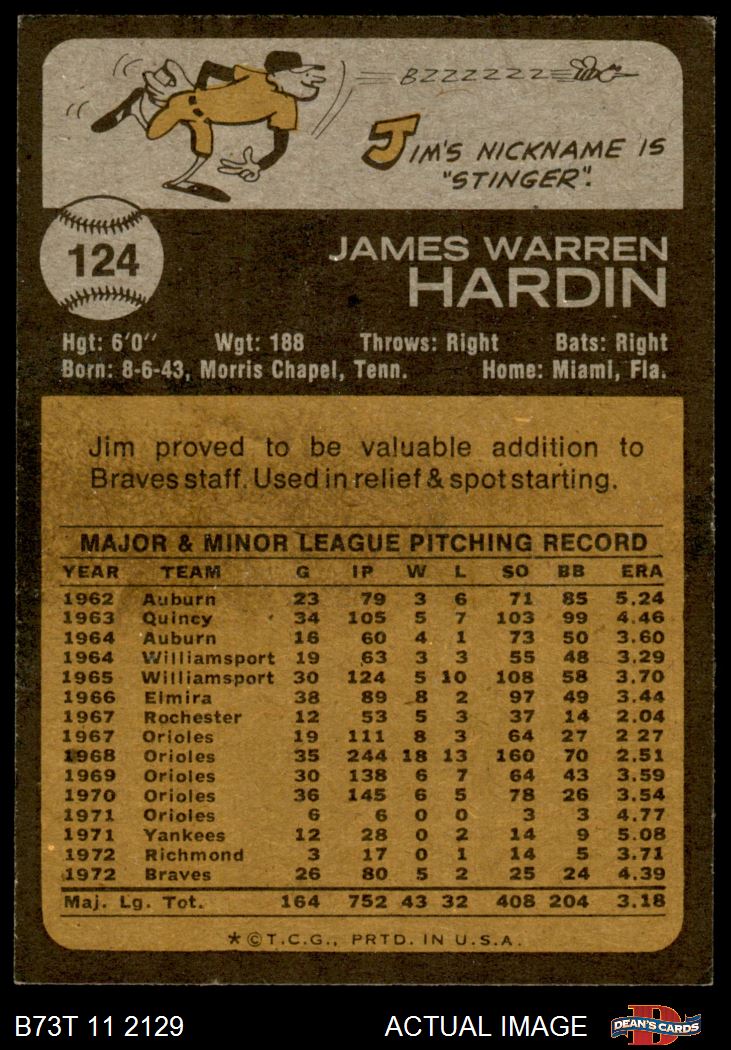 BZZZZZZZ
JIM'S NICKNAME IS
"STINGER".
124
JAMES WARREN
HARDIN
Hgt: 6'0" Wgt: 188 Throws: Right Bats: Right
Born: 8-6-43, Morris Chapel, Tenn. Home: Miami, Fla.
Jim proved to be valuable addition to
Braves staff. Used in relief & spot starting.
MAJOR & MINOR LEAGUE PITCHING RECORD
YEAR TEAM G IP W L SO BB ERA
1962 Auburn 23 79 3 6 71 85 5.24
1963 Quincy 34 105 5 7 103 99 4.46
1964 Auburn 16 60 4 1 73 50 3.60
1964 Williamsport 19 63 3 3 55 48 3.29
1965 Williamsport 30 124 5 10 108 58 3.70
1966 Elmira 38 89 8 2 97 49 3.44
1967 Rochester 12 53 5 3 37 14 2.04
1967 Orioles 19 111 8 3 64 27 2 27
1968 Orioles 35 244 18 13 160 70 2.51
1969 Orioles 30 138 6 7 64 43 3.59
1970 Orioles 36 145 6 5 78 26 3.54
1971 Orioles 6 6 0 0 3 3 4.77
1971 Yankees 12 28 0 2 14 9 5.08
1972 Richmond 3 17 0 1 14 5 3.71
1972 Braves 26 80 5 2 25 24 4.39
Maj. Lg. Tot. 164 752 43 32 408 204 3.18
*©T.C.G., PRTD. IN U.S.A.
B73T 11 2129 ACTUAL IMAGE D DEAN'S CARDS